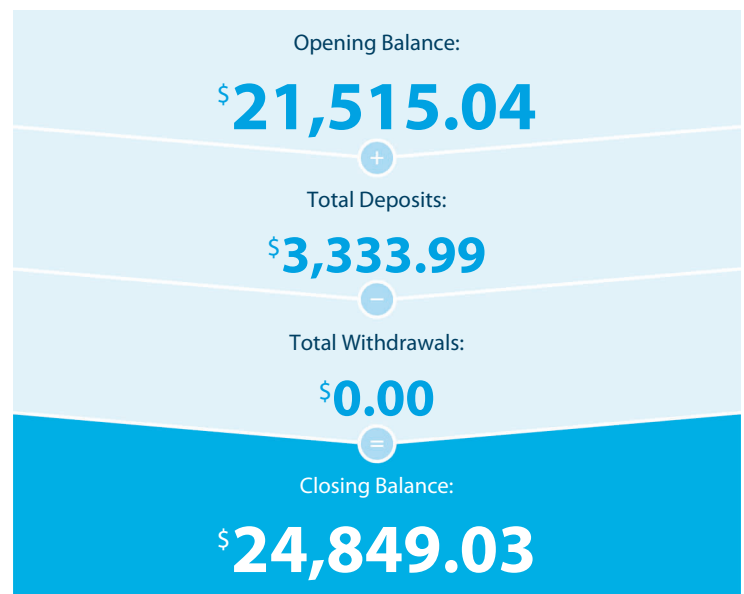 Opening Balance:
$21,515.04
+
Total Deposits:
$3,333.99
−
Total Withdrawals:
$0.00
=
Closing Balance:
$24,849.03